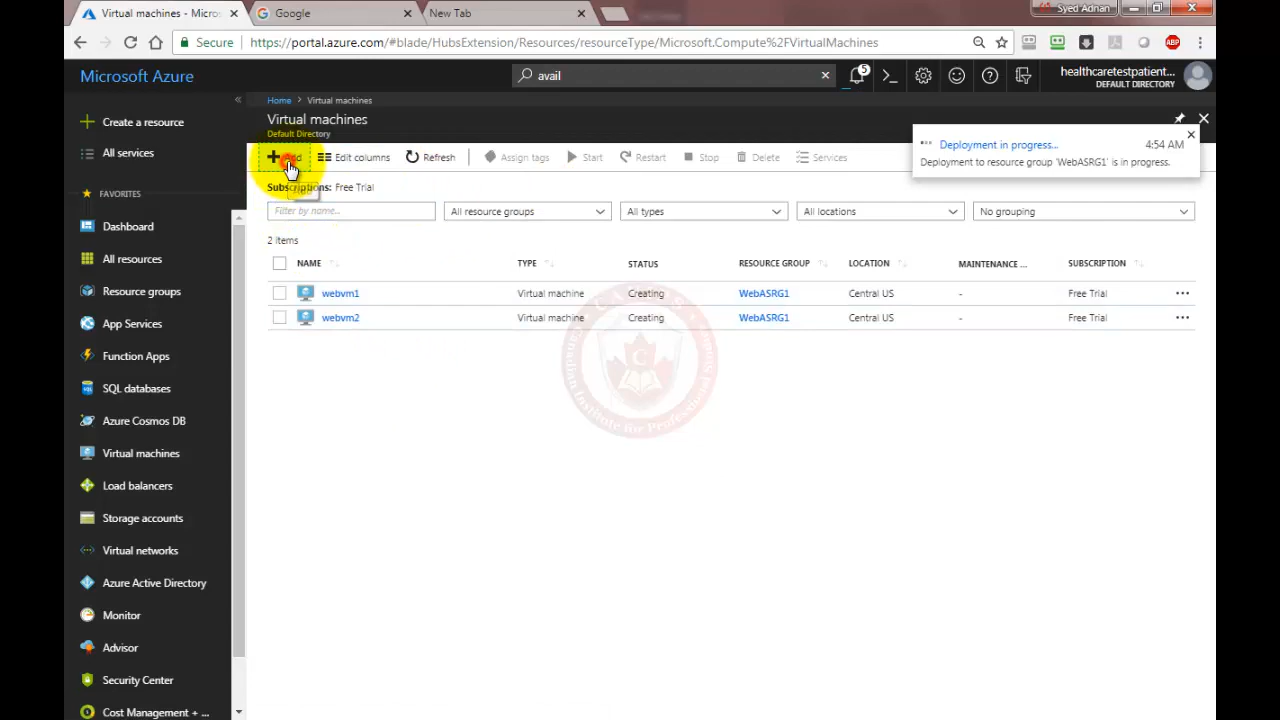 Syed Adnan
Virtual machines - Micros
Google
New Tab
Secure
https://portal.azure.com/#blade/HubsExtension/Resources/resourceType/Microsoft.Compute%2FVirtualMachines
ABP
Microsoft Azure
avail
5
healthcaretestpatient...
DEFAULT DIRECTORY
Create a resource
All services
FAVORITES
Dashboard
All resources
Resource groups
App Services
Function Apps
SQL databases
Azure Cosmos DB
Virtual machines
Load balancers
Storage accounts
Virtual networks
Azure Active Directory
Monitor
Advisor
Security Center
Cost Management + ...
Home > Virtual machines
Virtual machines
Default Directory
Add
Edit columns
Refresh
Assign tags
Start
Restart
Stop
Delete
Services
Deployment in progress...
4:54 AM
Deployment to resource group 'WebASRG1' is in progress.
Subscriptions: Free Trial
Filter by name...
All resource groups
All types
All locations
No grouping
2 items
NAME TYPE STATUS RESOURCE GROUP LOCATION MAINTENANCE ... SUBSCRIPTION
webvm1 Virtual machine Creating WebASRG1 Central US - Free Trial
webvm2 Virtual machine Creating WebASRG1 Central US - Free Trial